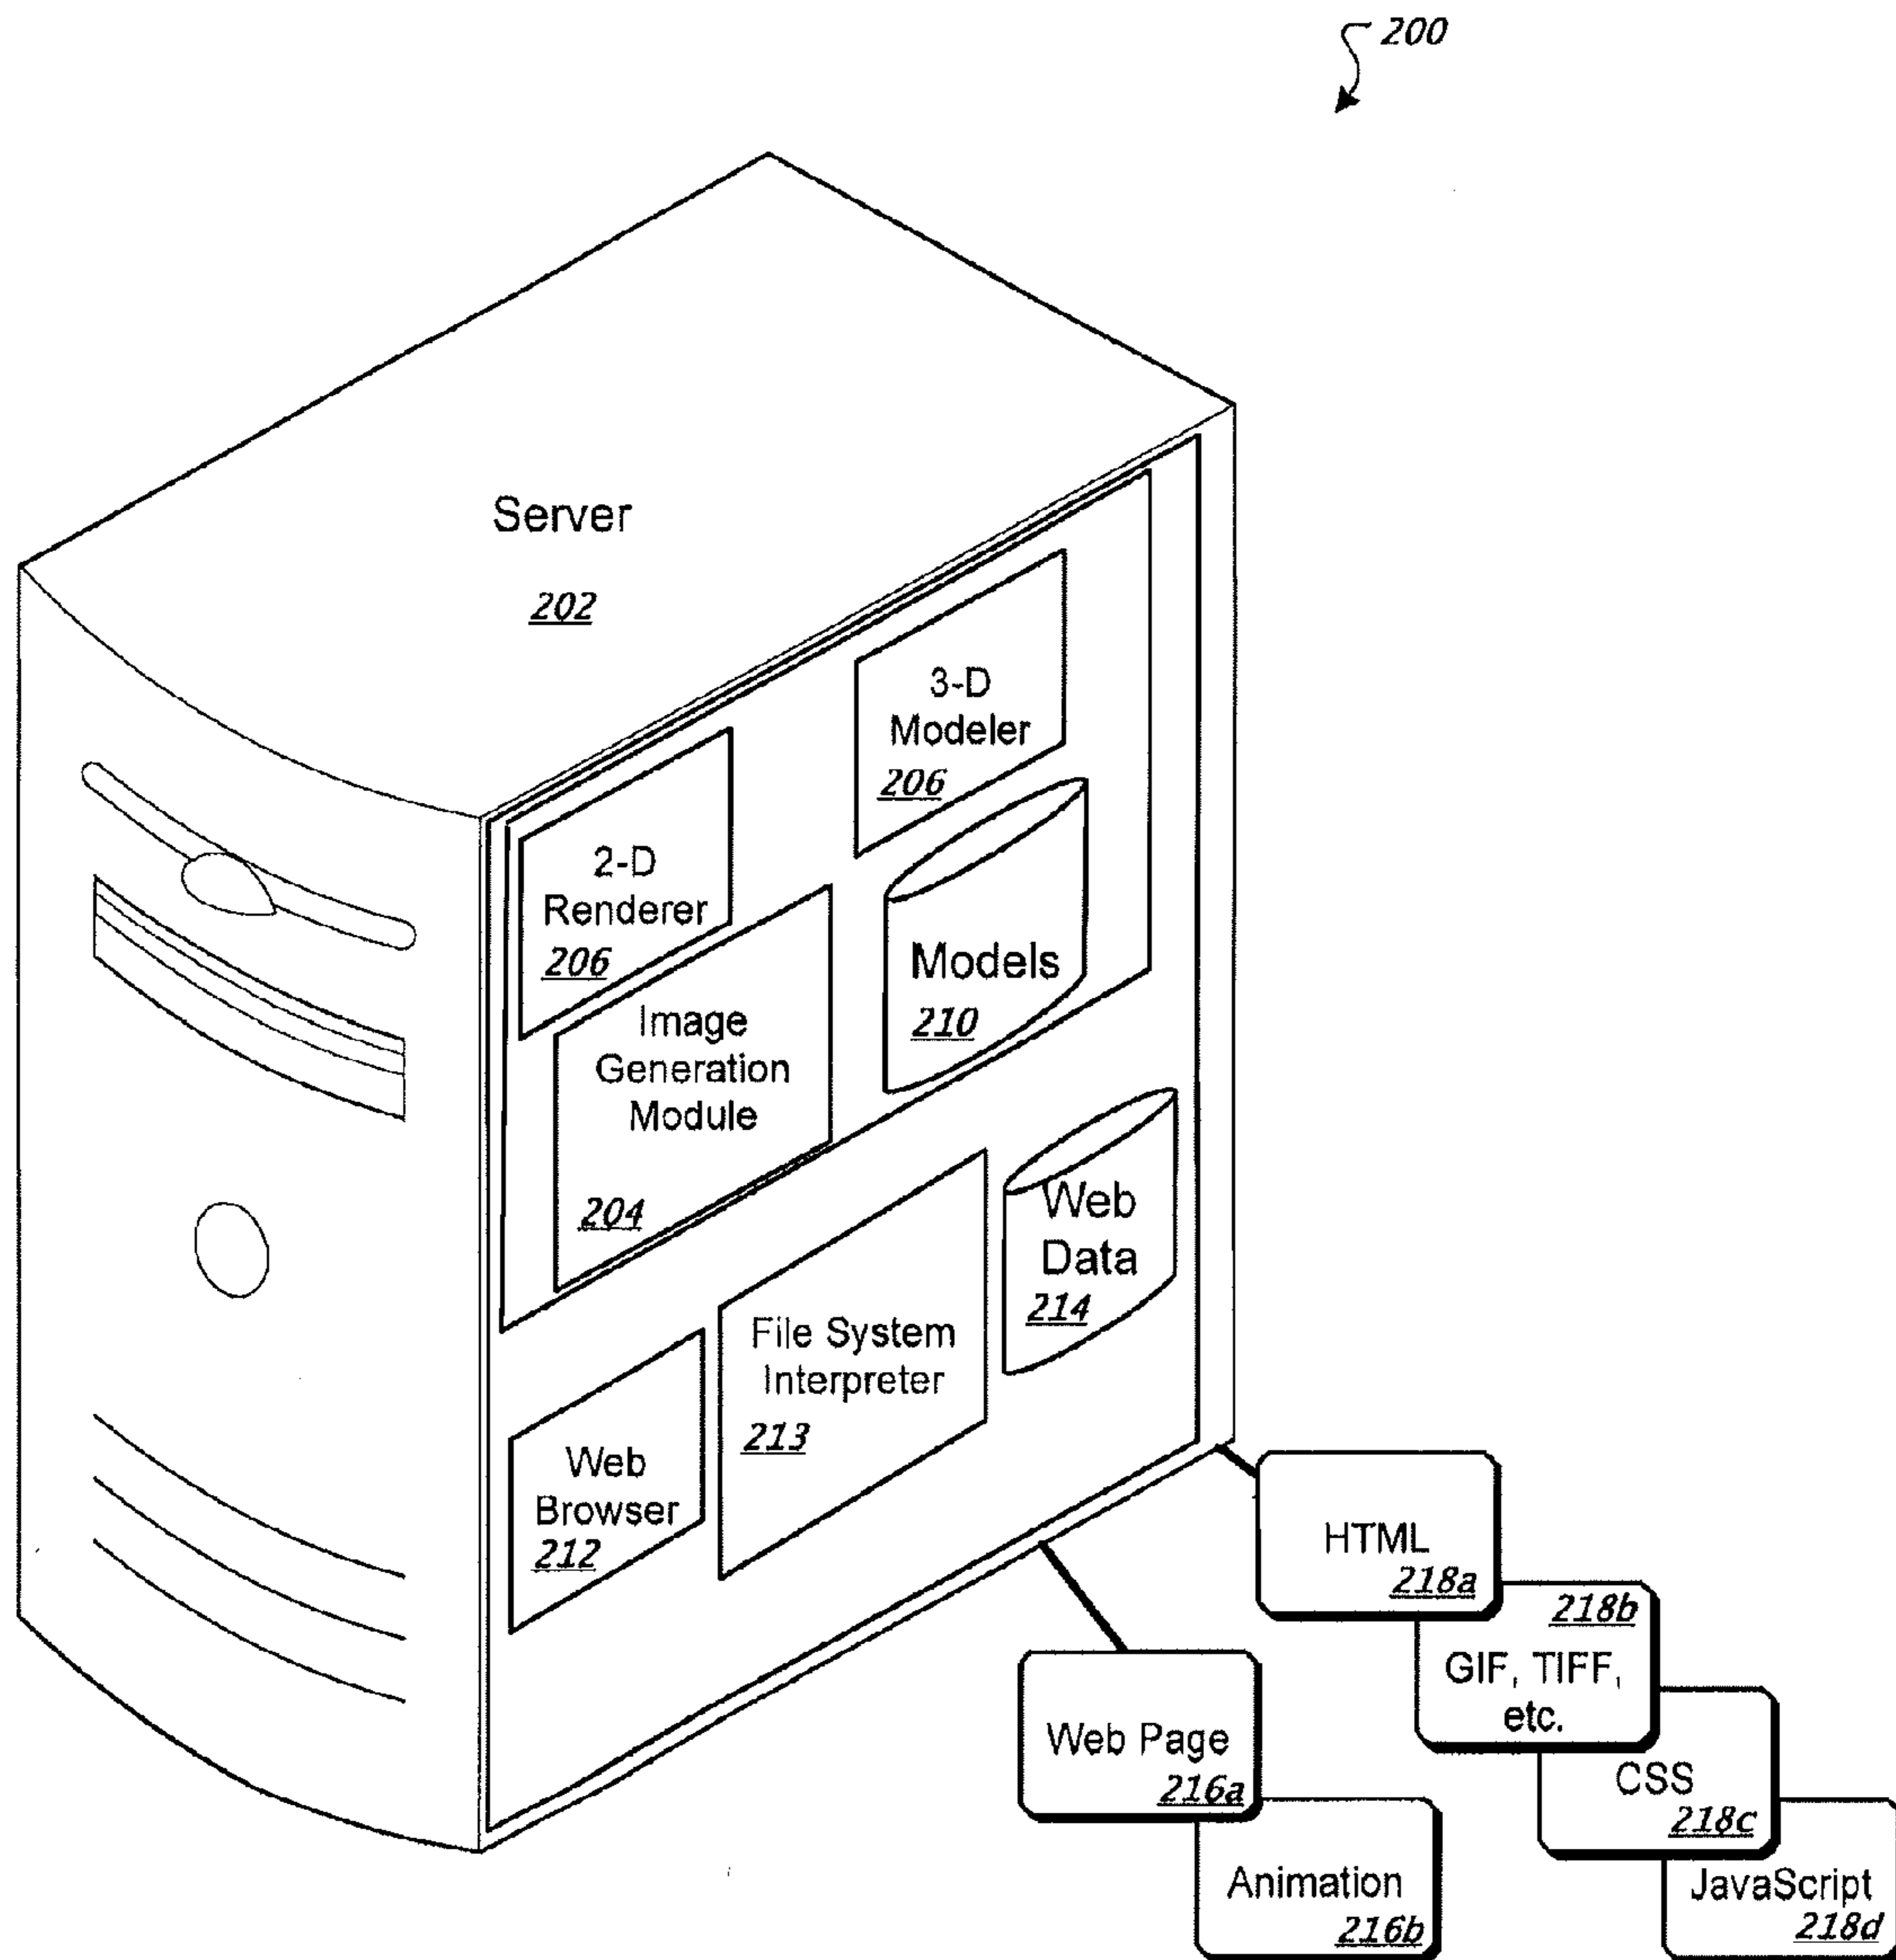 200
Server
202
3-D
Modeler
206
2-D
Renderer
206
Models
210
Image
Generation
Module
204
Web
Data
214
File System
Interpreter
213
Web
Browser
212
HTML
218a
218b
GIF, TIFF,
etc.
CSS
218c
JavaScript
218d
Web Page
216a
Animation
216b